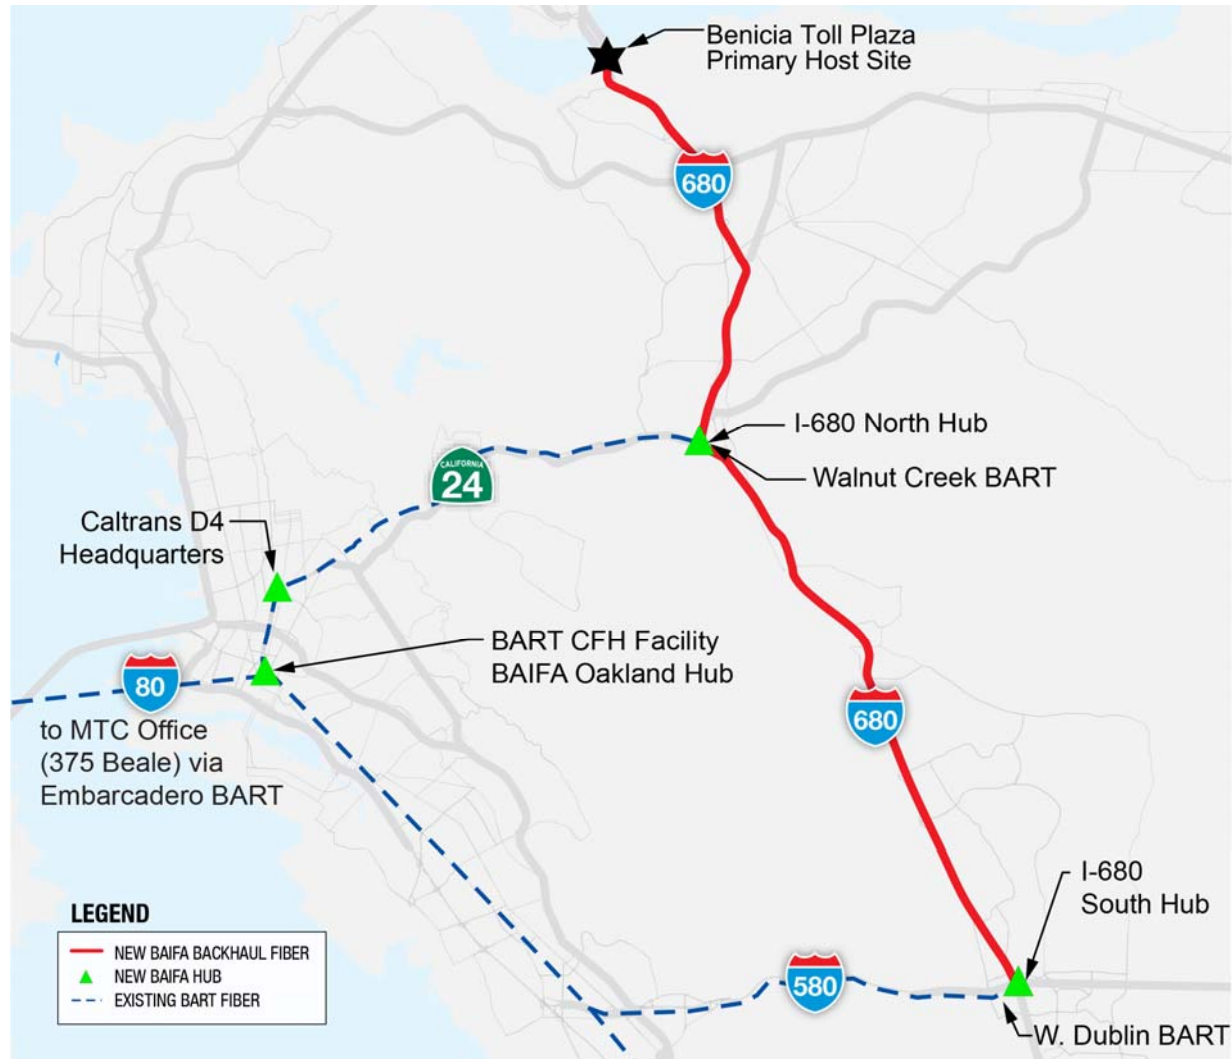 Benicia Toll Plaza
Primary Host Site
680
I-680 North Hub
CALIFORNIA
24
Walnut Creek BART
Caltrans D4
Headquarters
BART CFH Facility
BAIFA Oakland Hub
80
680
to MTC Office
(375 Beale) via
Embarcadero BART
I-680
South Hub
LEGEND
NEW BAIFA BACKHAUL FIBER
NEW BAIFA HUB
EXISTING BART FIBER
580
W. Dublin BART